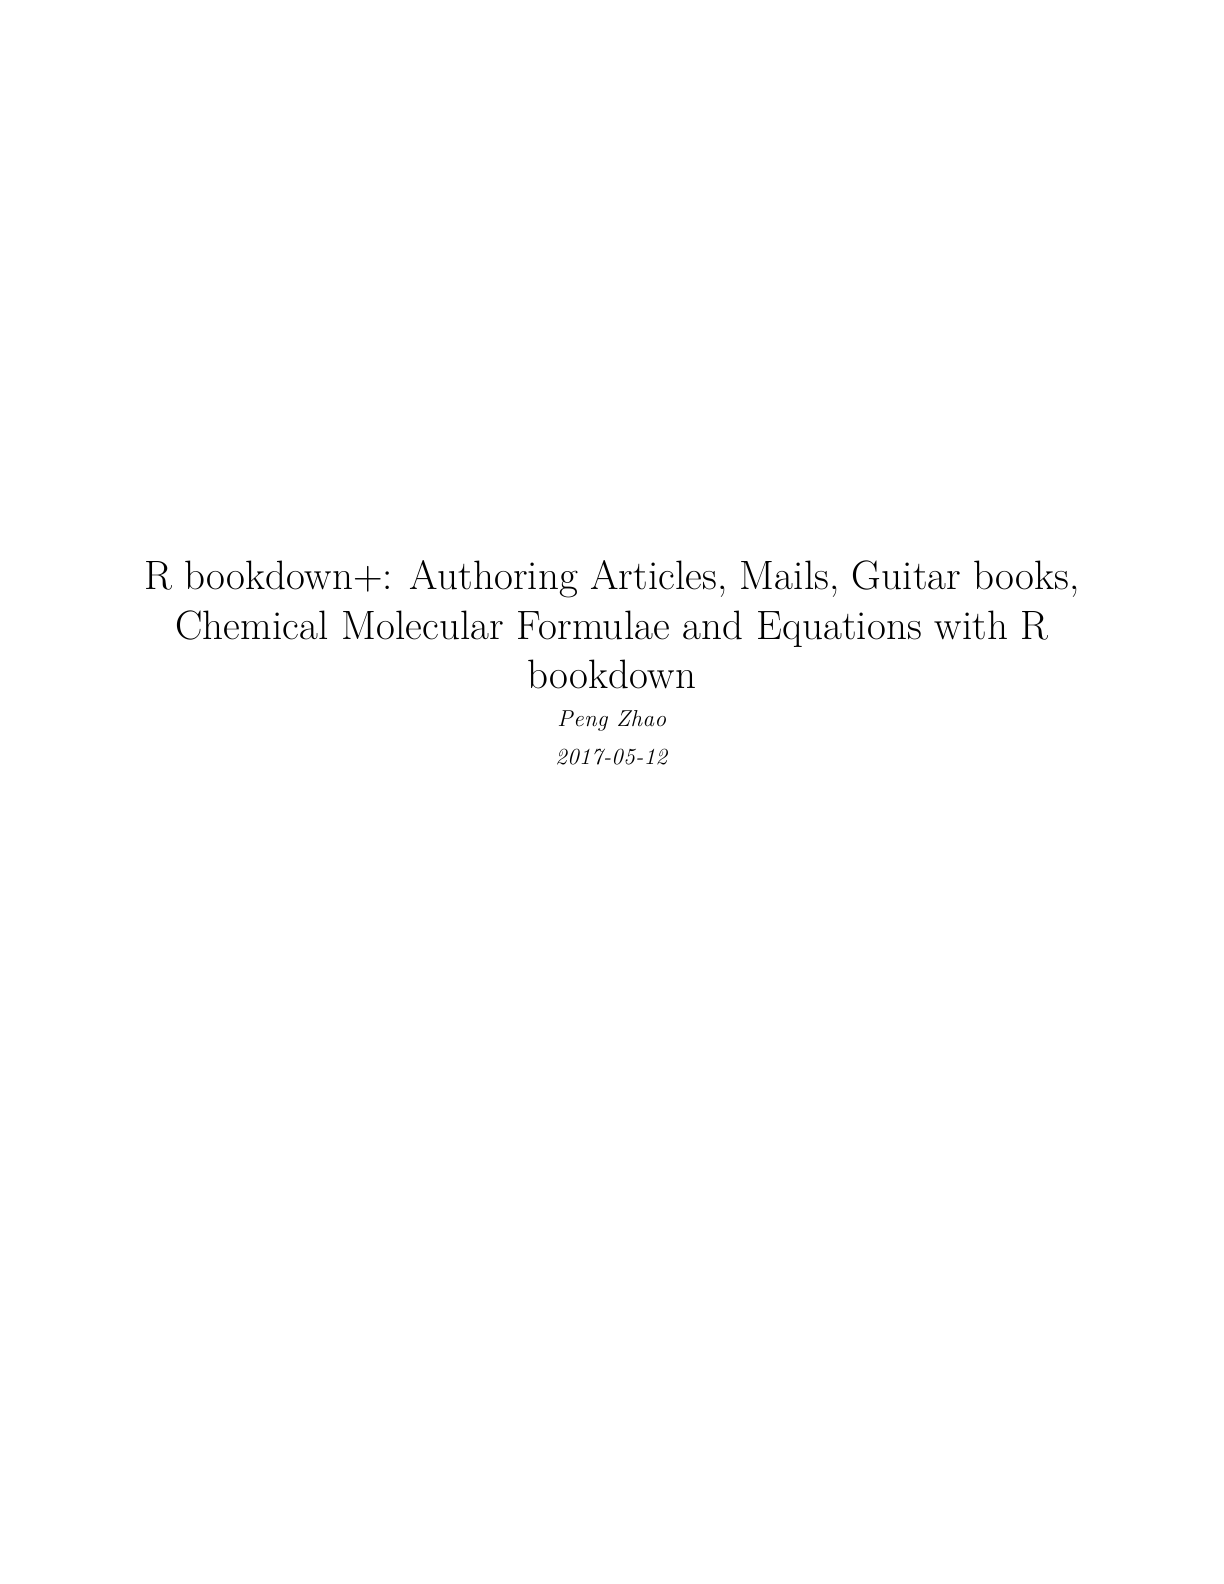 R bookdown+: Authoring Articles, Mails, Guitar books,
Chemical Molecular Formulae and Equations with R
bookdown
Peng Zhao
2017-05-12